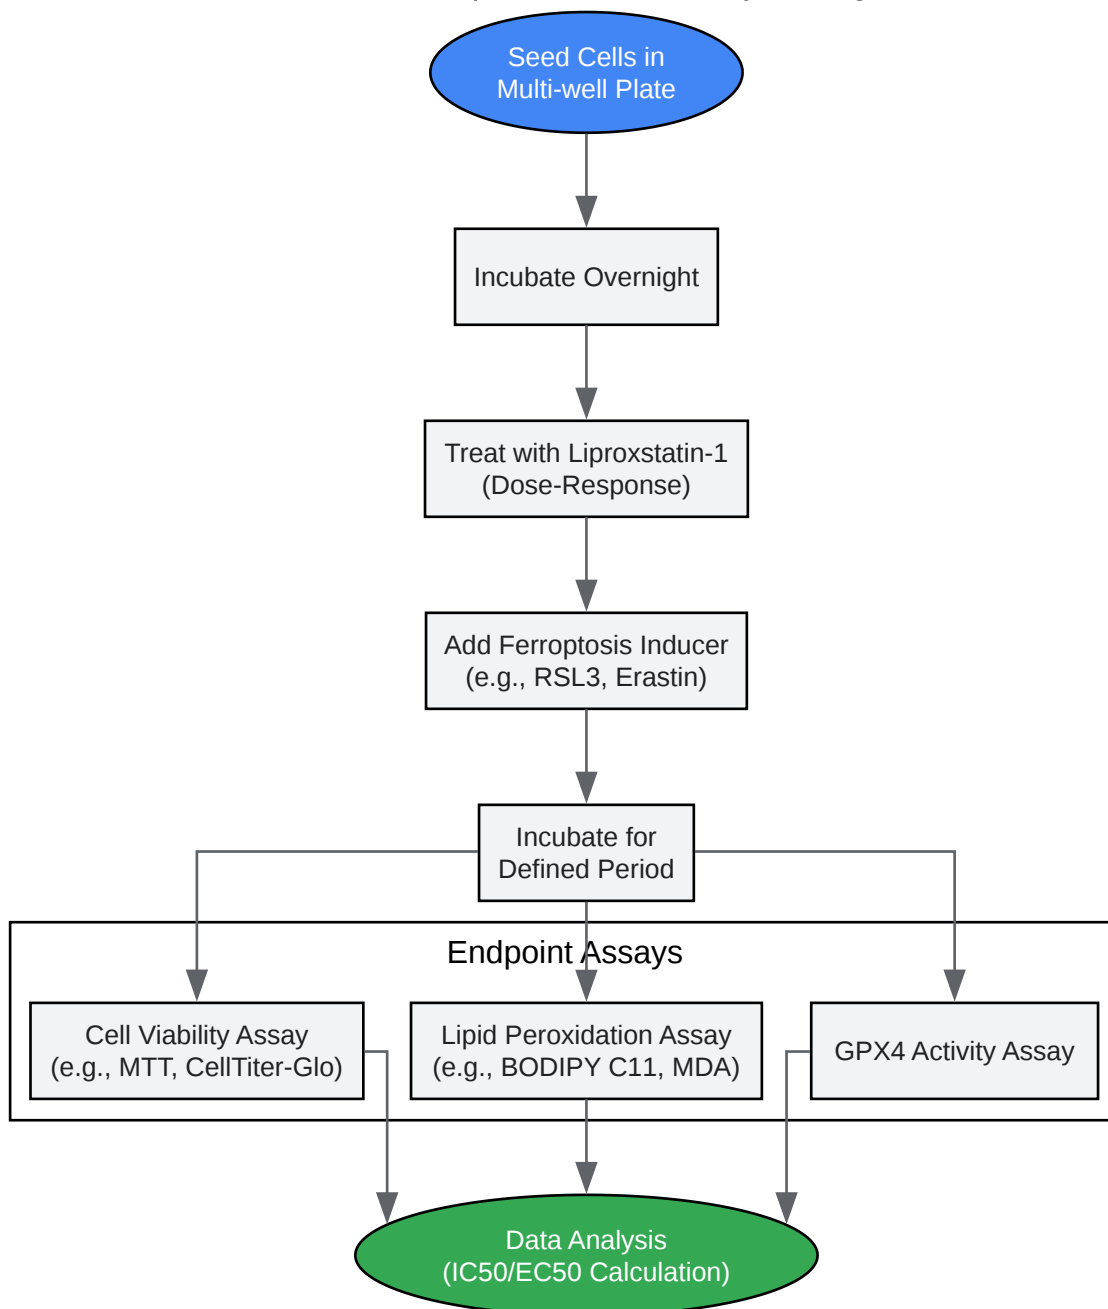 Seed Cells in
Multi-well Plate
Incubate Overnight
Treat with Liproxstatin-1
(Dose-Response)
Add Ferroptosis Inducer
(e.g., RSL3, Erastin)
Incubate for
Defined Period
Endpoint Assays
Cell Viability Assay
(e.g., MTT, CellTiter-Glo)
Lipid Peroxidation Assay
(e.g., BODIPY C11, MDA)
GPX4 Activity Assay
Data Analysis
(IC50/EC50 Calculation)